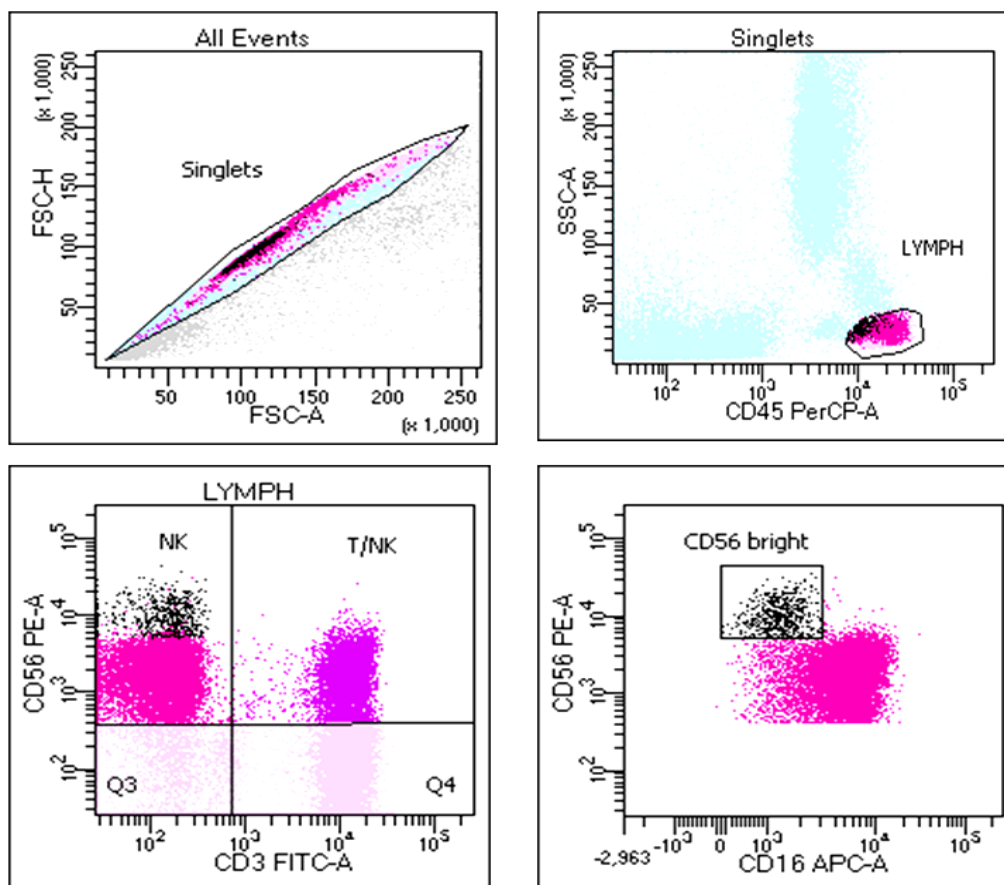 All Events
(x 1,000)
250
200
150
100
50
FSC-H
Singlets
50 100 150 200 250
FSC-A
(x 1,000)
Singlets
(x 1,000)
250
200
150
100
50
SSC-A
LYMPH
10² 10³ 10⁴ 10⁵
CD45 PerCP-A
LYMPH
NK T/NK
10⁵
10⁴
10³
10²
CD56 PE-A
Q3 Q4
10² 10³ 10⁴ 10⁵
CD3 FITC-A
CD56 bright
10⁵
10⁴
10³
10²
CD56 PE-A
-2,963 -10³ 0 10³ 10⁴ 10⁵
CD16 APC-A